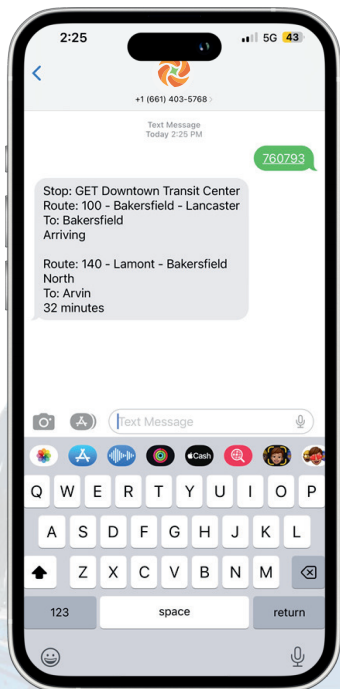 2:25
5G 43
+1 (661) 403-5768
Text Message
Today 2:25 PM
760793
Stop: GET Downtown Transit Center
Route: 100 - Bakersfield - Lancaster
To: Bakersfield
Arriving
Route: 140 - Lamont - Bakersfield
North
To: Arvin
32 minutes
Text Message
Cash
Q W E R T Y U I O P
A S D F G H J K L
Z X C V B N M
123 space return